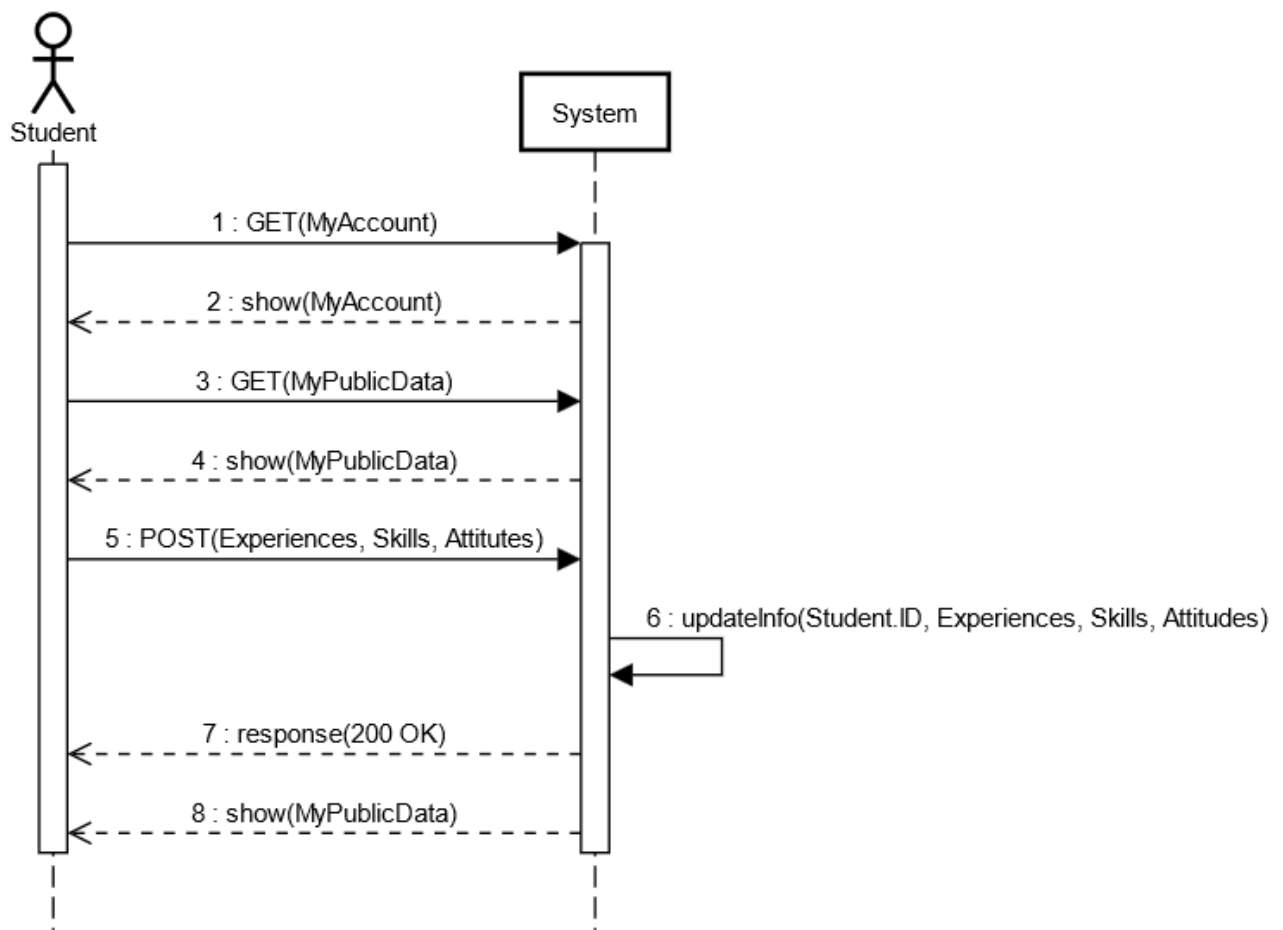 Student
System
1 : GET(MyAccount)
2 : show(MyAccount)
3 : GET(MyPublicData)
4 : show(MyPublicData)
5 : POST(Experiences, Skills, Attitutes)
6 : updateInfo(Student.ID, Experiences, Skills, Attitudes)
7 : response(200 OK)
8 : show(MyPublicData)